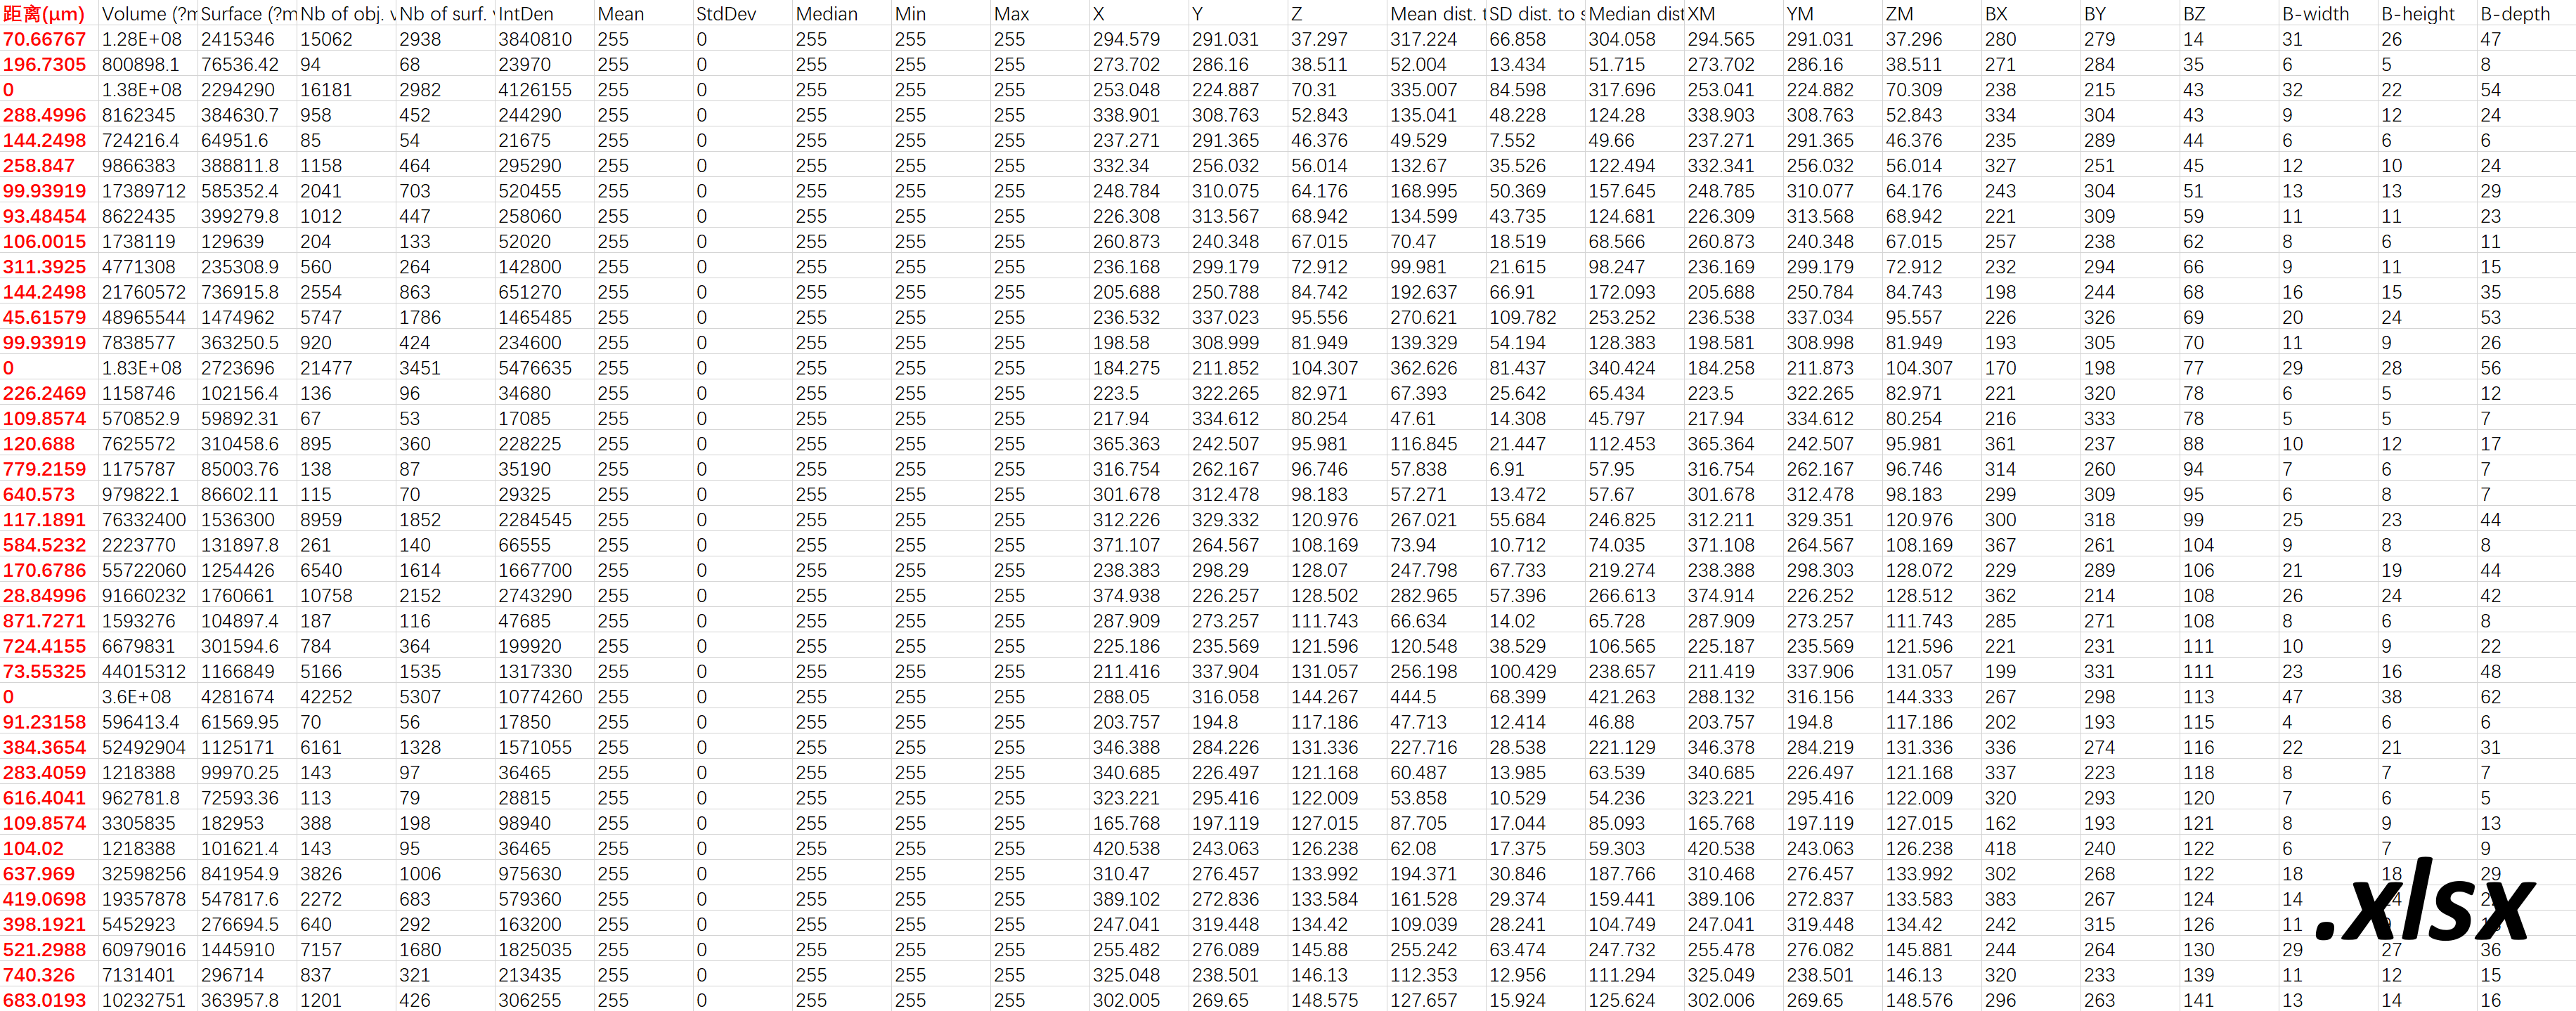 距离(μm) Volume (?m Surface (?m Nb of obj. v Nb of surf. v IntDen Mean StdDev Median Min Max X Y Z Mean dist. t SD dist. to s Median dist XM YM ZM BX BY BZ B-width B-height B-depth
70.66767 1.28E+08 2415346 15062 2938 3840810 255 0 255 255 255 294.579 291.031 37.297 317.224 66.858 304.058 294.565 291.031 37.296 280 279 14 31 26 47
196.7305 800898.1 76536.42 94 68 23970 255 0 255 255 255 273.702 286.16 38.511 52.004 13.434 51.715 273.702 286.16 38.511 271 284 35 6 5 8
0 1.38E+08 2294290 16181 2982 4126155 255 0 255 255 255 253.048 224.887 70.31 335.007 84.598 317.696 253.041 224.882 70.309 238 215 43 32 22 54
288.4996 8162345 384630.7 958 452 244290 255 0 255 255 255 338.901 308.763 52.843 135.041 48.228 124.28 338.903 308.763 52.843 334 304 43 9 12 24
144.2498 724216.4 64951.6 85 54 21675 255 0 255 255 255 237.271 291.365 46.376 49.529 7.552 49.66 237.271 291.365 46.376 235 289 44 6 6 6
258.847 9866383 388811.8 1158 464 295290 255 0 255 255 255 332.34 256.032 56.014 132.67 35.526 122.494 332.341 256.032 56.014 327 251 45 12 10 24
99.93919 17389712 585352.4 2041 703 520455 255 0 255 255 255 248.784 310.075 64.176 168.995 50.369 157.645 248.785 310.077 64.176 243 304 51 13 13 29
93.48454 8622435 399279.8 1012 447 258060 255 0 255 255 255 226.308 313.567 68.942 134.599 43.735 124.681 226.309 313.568 68.942 221 309 59 11 11 23
106.0015 1738119 129639 204 133 52020 255 0 255 255 255 260.873 240.348 67.015 70.47 18.519 68.566 260.873 240.348 67.015 257 238 62 8 6 11
311.3925 4771308 235308.9 560 264 142800 255 0 255 255 255 236.168 299.179 72.912 99.981 21.615 98.247 236.169 299.179 72.912 232 294 66 9 11 15
144.2498 21760572 736915.8 2554 863 651270 255 0 255 255 255 205.688 250.788 84.742 192.637 66.91 172.093 205.688 250.784 84.743 198 244 68 16 15 35
45.61579 48965544 1474962 5747 1786 1465485 255 0 255 255 255 236.532 337.023 95.556 270.621 109.782 253.252 236.538 337.034 95.557 226 326 69 20 24 53
99.93919 7838577 363250.5 920 424 234600 255 0 255 255 255 198.58 308.999 81.949 139.329 54.194 128.383 198.581 308.998 81.949 193 305 70 11 9 26
0 1.83E+08 2723696 21477 3451 5476635 255 0 255 255 255 184.275 211.852 104.307 362.626 81.437 340.424 184.258 211.873 104.307 170 198 77 29 28 56
226.2469 1158746 102156.4 136 96 34680 255 0 255 255 255 223.5 322.265 82.971 67.393 25.642 65.434 223.5 322.265 82.971 221 320 78 6 5 12
109.8574 570852.9 59892.31 67 53 17085 255 0 255 255 255 217.94 334.612 80.254 47.61 14.308 45.797 217.94 334.612 80.254 216 333 78 5 5 7
120.688 7625572 310458.6 895 360 228225 255 0 255 255 255 365.363 242.507 95.981 116.845 21.447 112.453 365.364 242.507 95.981 361 237 88 10 12 17
779.2159 1175787 85003.76 138 87 35190 255 0 255 255 255 316.754 262.167 96.746 57.838 6.91 57.95 316.754 262.167 96.746 314 260 94 7 6 7
640.573 979822.1 86602.11 115 70 29325 255 0 255 255 255 301.678 312.478 98.183 57.271 13.472 57.67 301.678 312.478 98.183 299 309 95 6 8 7
117.1891 76332400 1536300 8959 1852 2284545 255 0 255 255 255 312.226 329.332 120.976 267.021 55.684 246.825 312.211 329.351 120.976 300 318 99 25 23 44
584.5232 2223770 131897.8 261 140 66555 255 0 255 255 255 371.107 264.567 108.169 73.94 10.712 74.035 371.108 264.567 108.169 367 261 104 9 8 8
170.6786 55722060 1254426 6540 1614 1667700 255 0 255 255 255 238.383 298.29 128.07 247.798 67.733 219.274 238.388 298.303 128.072 229 289 106 21 19 44
28.84996 91660232 1760661 10758 2152 2743290 255 0 255 255 255 374.938 226.257 128.502 282.965 57.396 266.613 374.914 226.252 128.512 362 214 108 26 24 42
871.7271 1593276 104897.4 187 116 47685 255 0 255 255 255 287.909 273.257 111.743 66.634 14.02 65.728 287.909 273.257 111.743 285 271 108 8 6 8
724.4155 6679831 301594.6 784 364 199920 255 0 255 255 255 225.186 235.569 121.596 120.548 38.529 106.565 225.187 235.569 121.596 221 231 111 10 9 22
73.55325 44015312 1166849 5166 1535 1317330 255 0 255 255 255 211.416 337.904 131.057 256.198 100.429 238.657 211.419 337.906 131.057 199 331 111 23 16 48
0 3.6E+08 4281674 42252 5307 10774260 255 0 255 255 255 288.05 316.058 144.267 444.5 68.399 421.263 288.132 316.156 144.333 267 298 113 47 38 62
91.23158 596413.4 61569.95 70 56 17850 255 0 255 255 255 203.757 194.8 117.186 47.713 12.414 46.88 203.757 194.8 117.186 202 193 115 4 6 6
384.3654 52492904 1125171 6161 1328 1571055 255 0 255 255 255 346.388 284.226 131.336 227.716 28.538 221.129 346.378 284.219 131.336 336 274 116 22 21 31
283.4059 1218388 99970.25 143 97 36465 255 0 255 255 255 340.685 226.497 121.168 60.487 13.985 63.539 340.685 226.497 121.168 337 223 118 8 7 7
616.4041 962781.8 72593.36 113 79 28815 255 0 255 255 255 323.221 295.416 122.009 53.858 10.529 54.236 323.221 295.416 122.009 320 293 120 7 6 5
109.8574 3305835 182953 388 198 98940 255 0 255 255 255 165.768 197.119 127.015 87.705 17.044 85.093 165.768 197.119 127.015 162 193 121 8 9 13
104.02 1218388 101621.4 143 95 36465 255 0 255 255 255 420.538 243.063 126.238 62.08 17.375 59.303 420.538 243.063 126.238 418 240 122 6 7 9
637.969 32598256 841954.9 3826 1006 975630 255 0 255 255 255 310.47 276.457 133.992 194.371 30.846 187.766 310.468 276.457 133.992 302 268 122 18 18 29
419.0698 19357878 547817.6 2272 683 579360 255 0 255 255 255 389.102 272.836 133.584 161.528 29.374 159.441 389.106 272.837 133.583 383 267 124 14
398.1921 5452923 276694.5 640 292 163200 255 0 255 255 255 247.041 319.448 134.42 109.039 28.241 104.749 247.041 319.448 134.42 242 315 126 11
.xlsx
521.2988 60979016 1445910 7157 1680 1825035 255 0 255 255 255 255.482 276.089 145.88 255.242 63.474 247.732 255.478 276.082 145.881 244 264 130 29 27 36
740.326 7131401 296714 837 321 213435 255 0 255 255 255 325.048 238.501 146.13 112.353 12.956 111.294 325.049 238.501 146.13 320 233 139 11 12 15
683.0193 10232751 363957.8 1201 426 306255 255 0 255 255 255 302.005 269.65 148.575 127.657 15.924 125.624 302.006 269.65 148.576 296 263 141 13 14 16